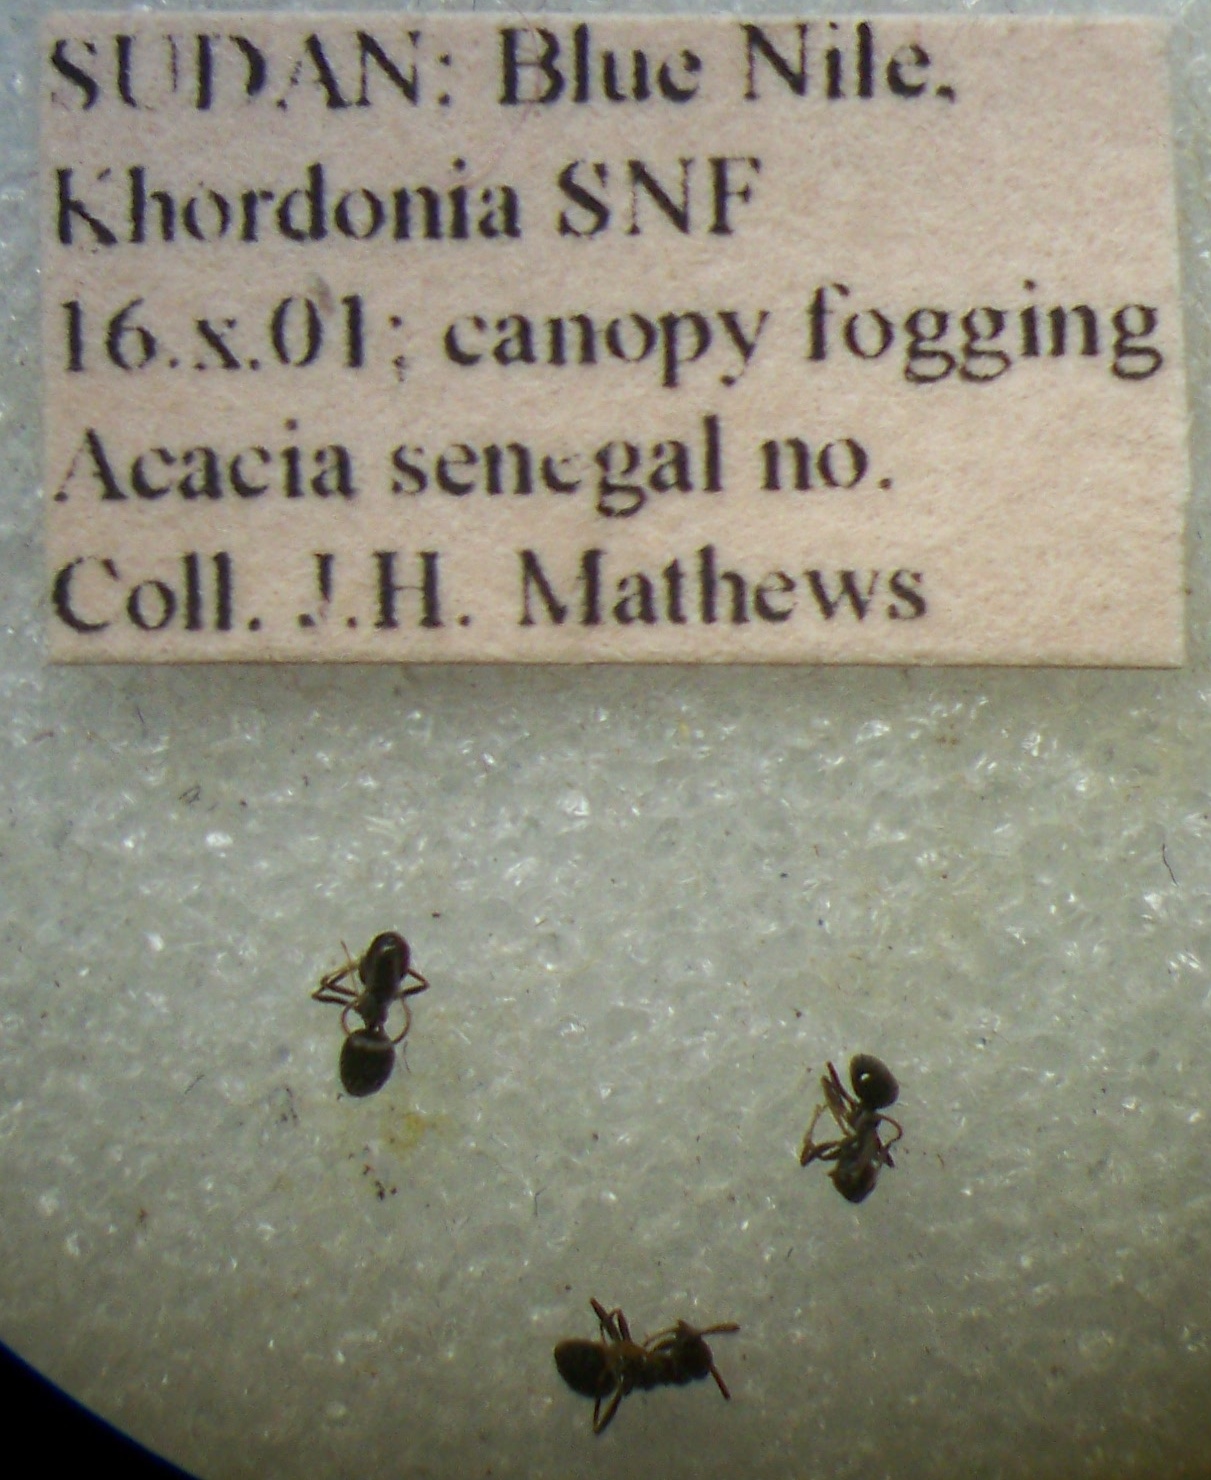 SUDAN: Blue Nile,
Khordonia SNF
16.x.01; canopy fogging
Acacia senegal no.
Coll. J.H. Mathews